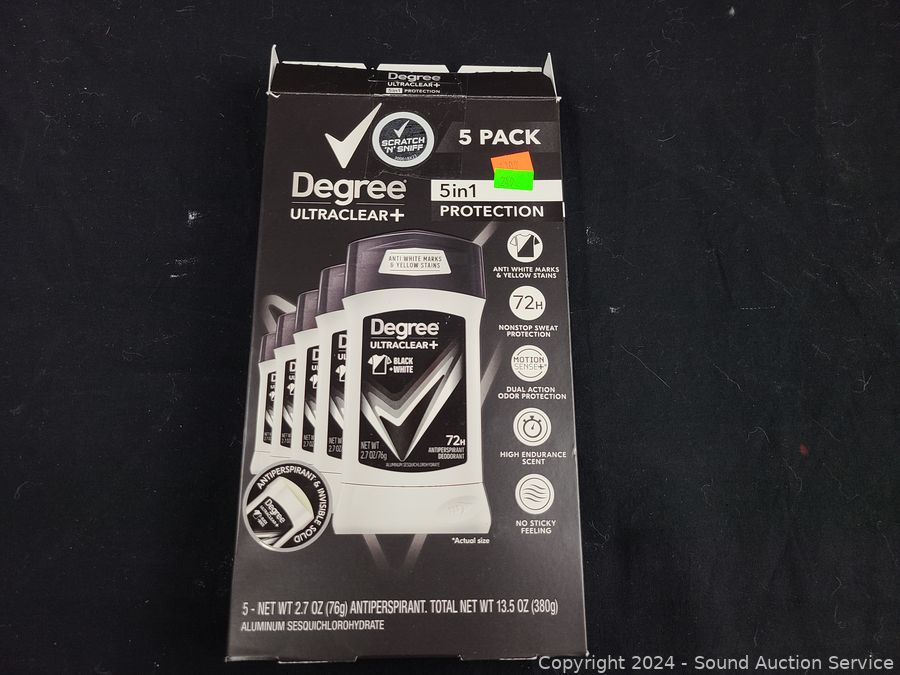 Degree
ULTRACLEAR+
5in1 PROTECTION
SCRATCH
'N' SNIFF
5 PACK
Degree
ULTRACLEAR+
5in1
PROTECTION
ANTI WHITE MARKS
& YELLOW STAINS
ANTI WHITE MARKS
& YELLOW STAINS
72H
NONSTOP SWEAT
PROTECTION
MOTION
SENSE+
DUAL ACTION
ODOR PROTECTION
HIGH ENDURANCE
SCENT
NO STICKY
FEELING
Degree
ULTRACLEAR+
BLACK
+WHITE
NET WT
2.7 OZ/76g
72H
ANTIPERSPIRANT
DEODORANT
ALUMINUM SESQUICHLOROHYDRATE
ANTIPERSPIRANT & INVISIBLE SOLID
Degree
*Actual size
5 - NET WT 2.7 OZ (76g) ANTIPERSPIRANT. TOTAL NET WT 13.5 OZ (380g)
ALUMINUM SESQUICHLOROHYDRATE
Copyright 2024 - Sound Auction Service